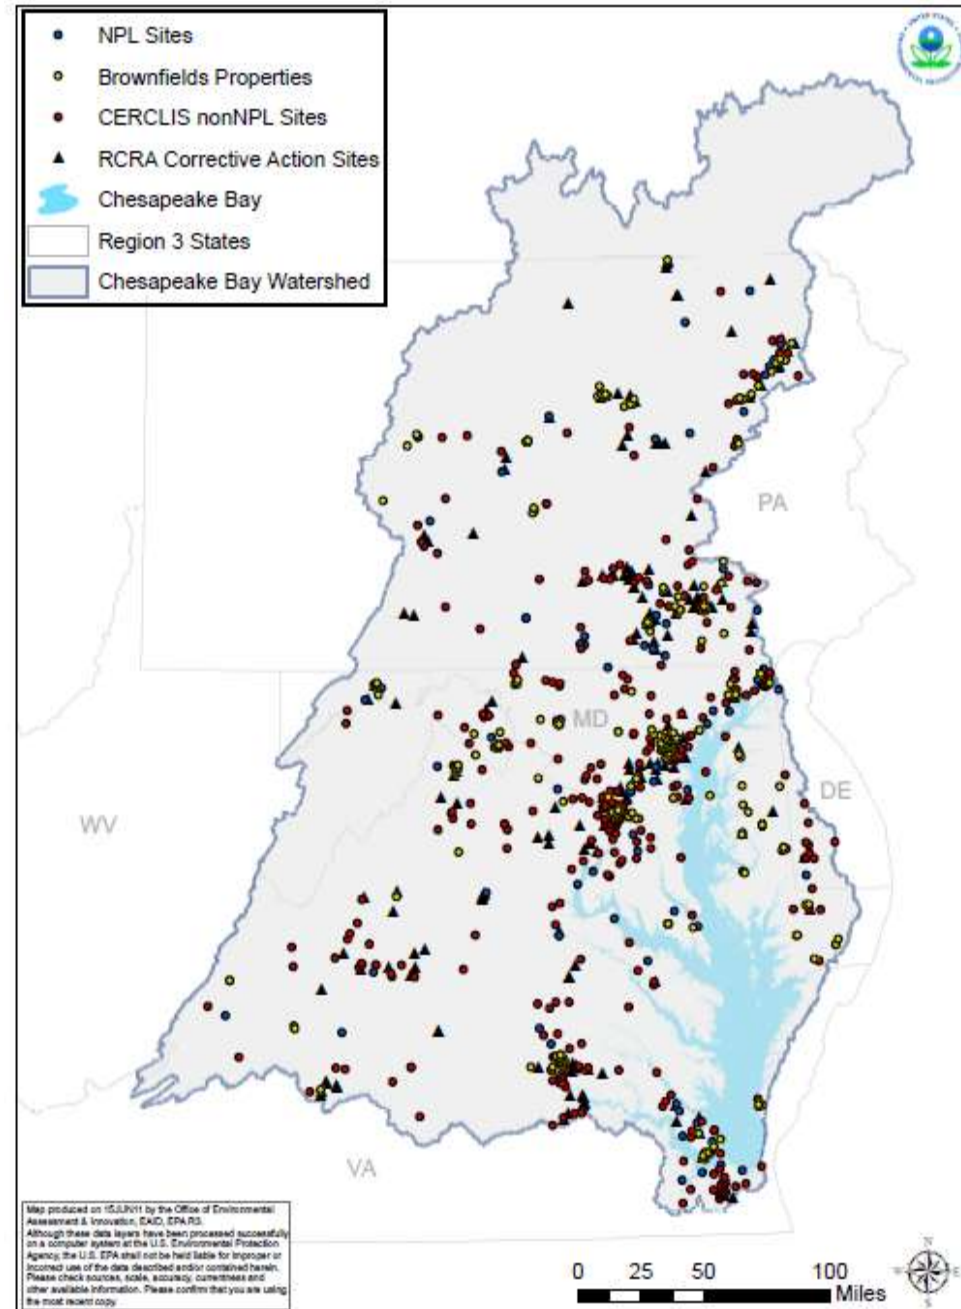 NPL Sites
Brownfields Properties
CERCLIS nonNPL Sites
RCRA Corrective Action Sites
Chesapeake Bay
Region 3 States
Chesapeake Bay Watershed
PA
MD
DE
WV
VA
Map produced on 15JUN11 by the Office of Environmental
Assessment & Innovation, EAID, EPA R3.
Although these data layers have been processed successfully
on a computer system at the U.S. Environmental Protection
Agency, the U.S. EPA shall not be held liable for improper or
incorrect use of the data described and/or contained herein.
Please check sources, scale, accuracy, currentness and
other available information. Please confirm that you are using
the most recent copy.
N
W
E
S
0 25 50 100
Miles